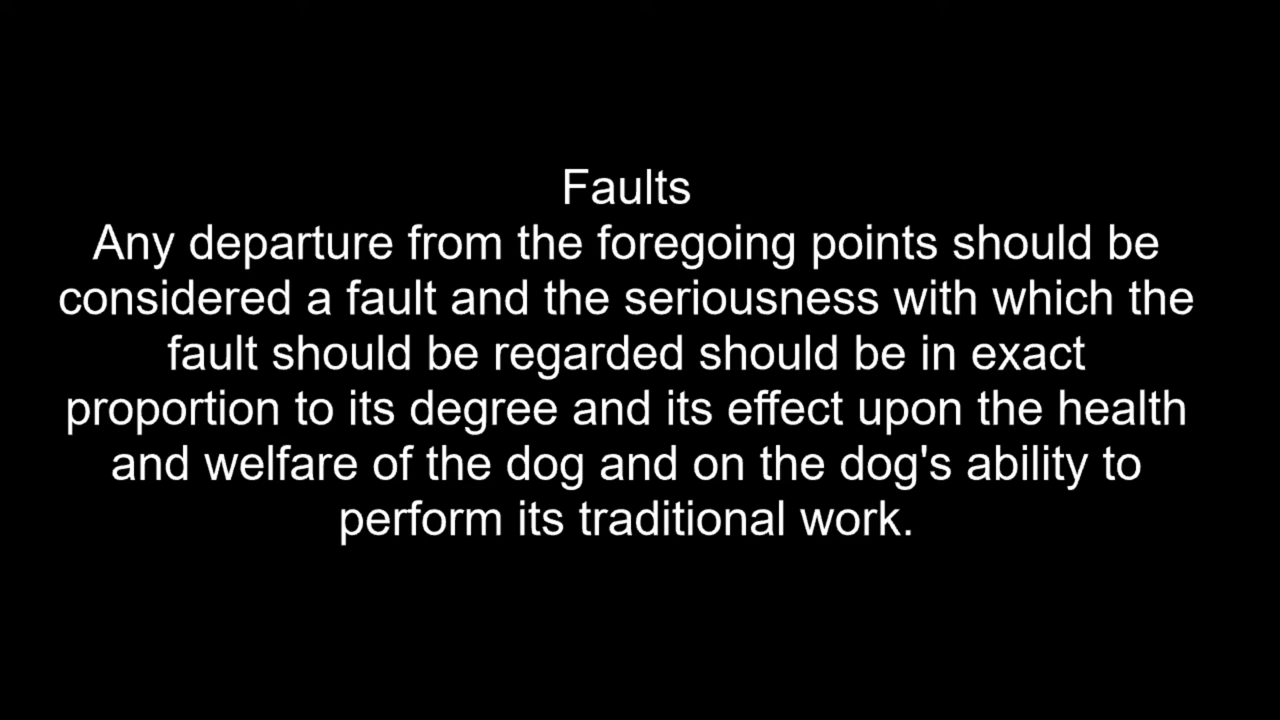 Faults
Any departure from the foregoing points should be
considered a fault and the seriousness with which the
fault should be regarded should be in exact
proportion to its degree and its effect upon the health
and welfare of the dog and on the dog's ability to
perform its traditional work.